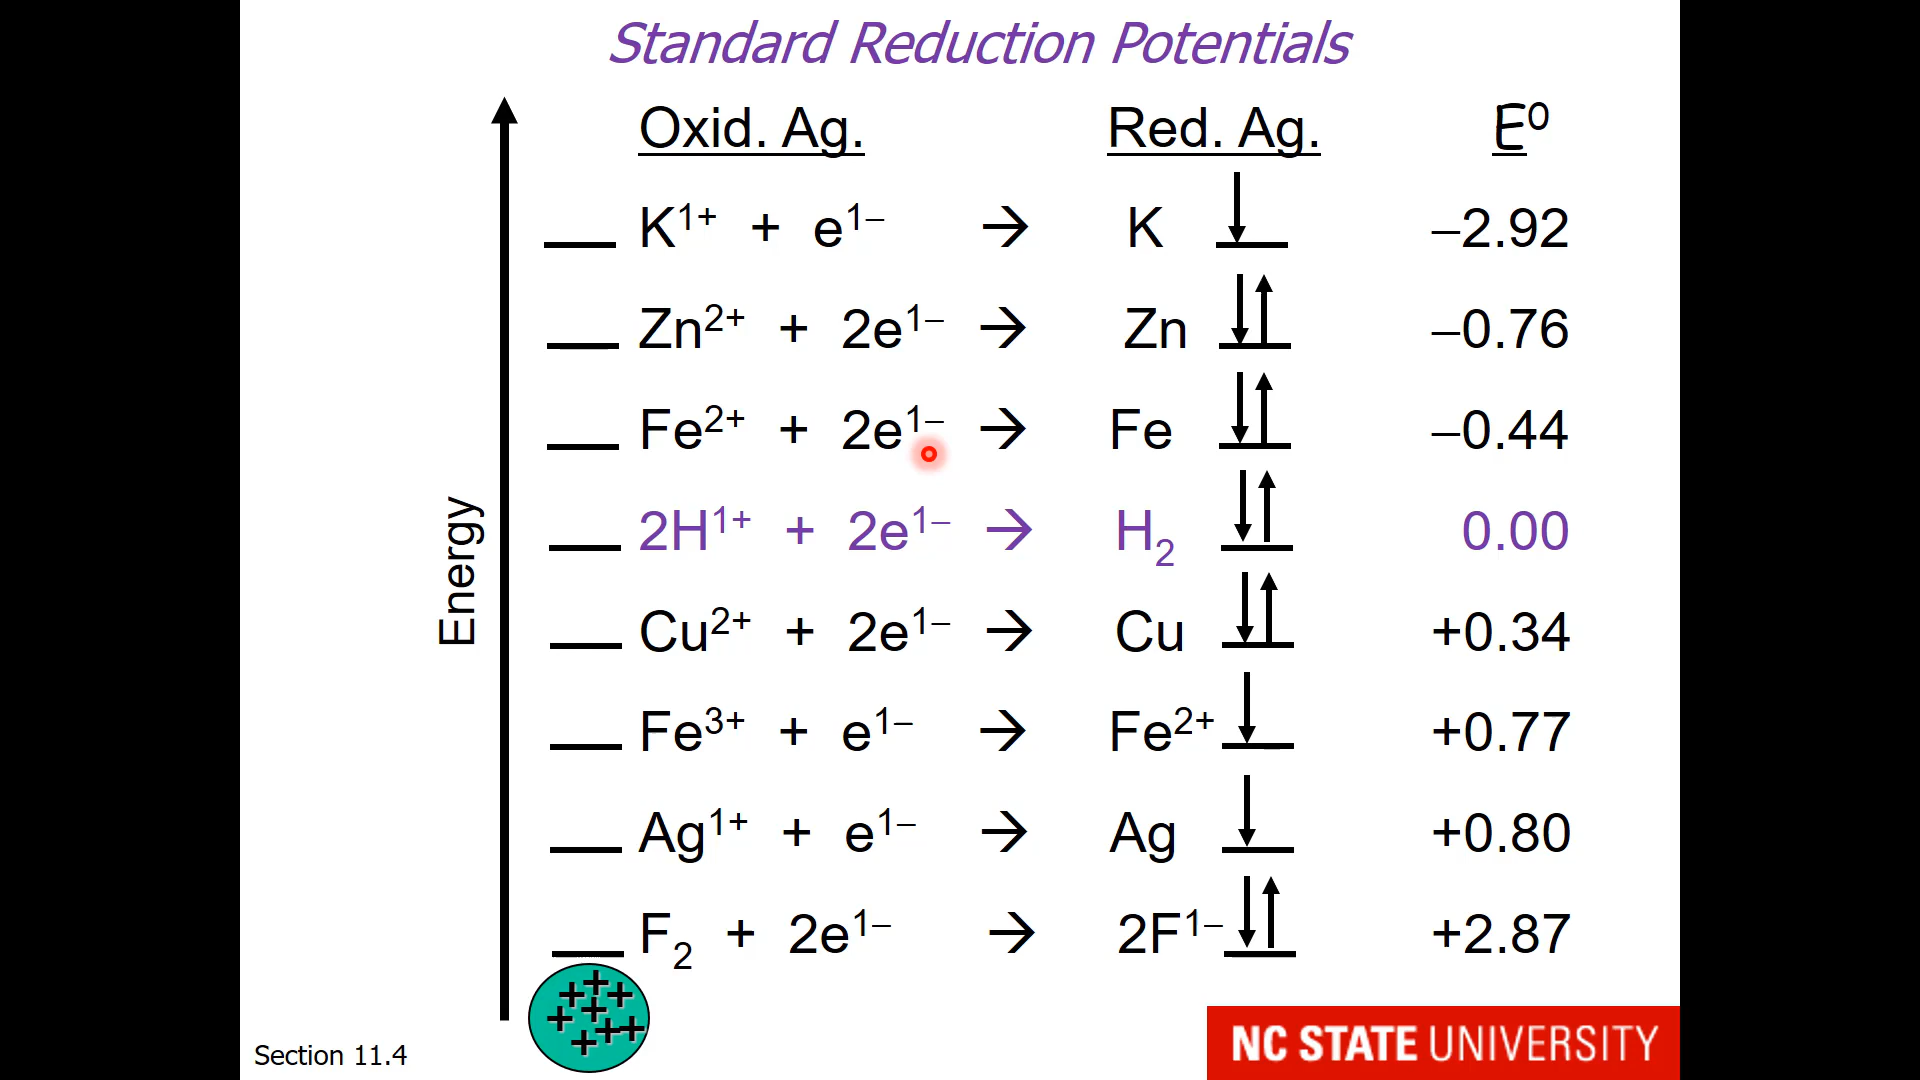 Standard Reduction Potentials
Oxid. Ag. Red. Ag. E⁰
K¹⁺ + e¹⁻ → K –2.92
Zn²⁺ + 2e¹⁻ → Zn –0.76
Fe²⁺ + 2e¹⁻ → Fe –0.44
2H¹⁺ + 2e¹⁻ → H₂ 0.00
Cu²⁺ + 2e¹⁻ → Cu +0.34
Fe³⁺ + e¹⁻ → Fe²⁺ +0.77
Ag¹⁺ + e¹⁻ → Ag +0.80
F₂ + 2e¹⁻ → 2F¹⁻ +2.87
Energy
+ + + + + + + +
Section 11.4
NC STATE UNIVERSITY